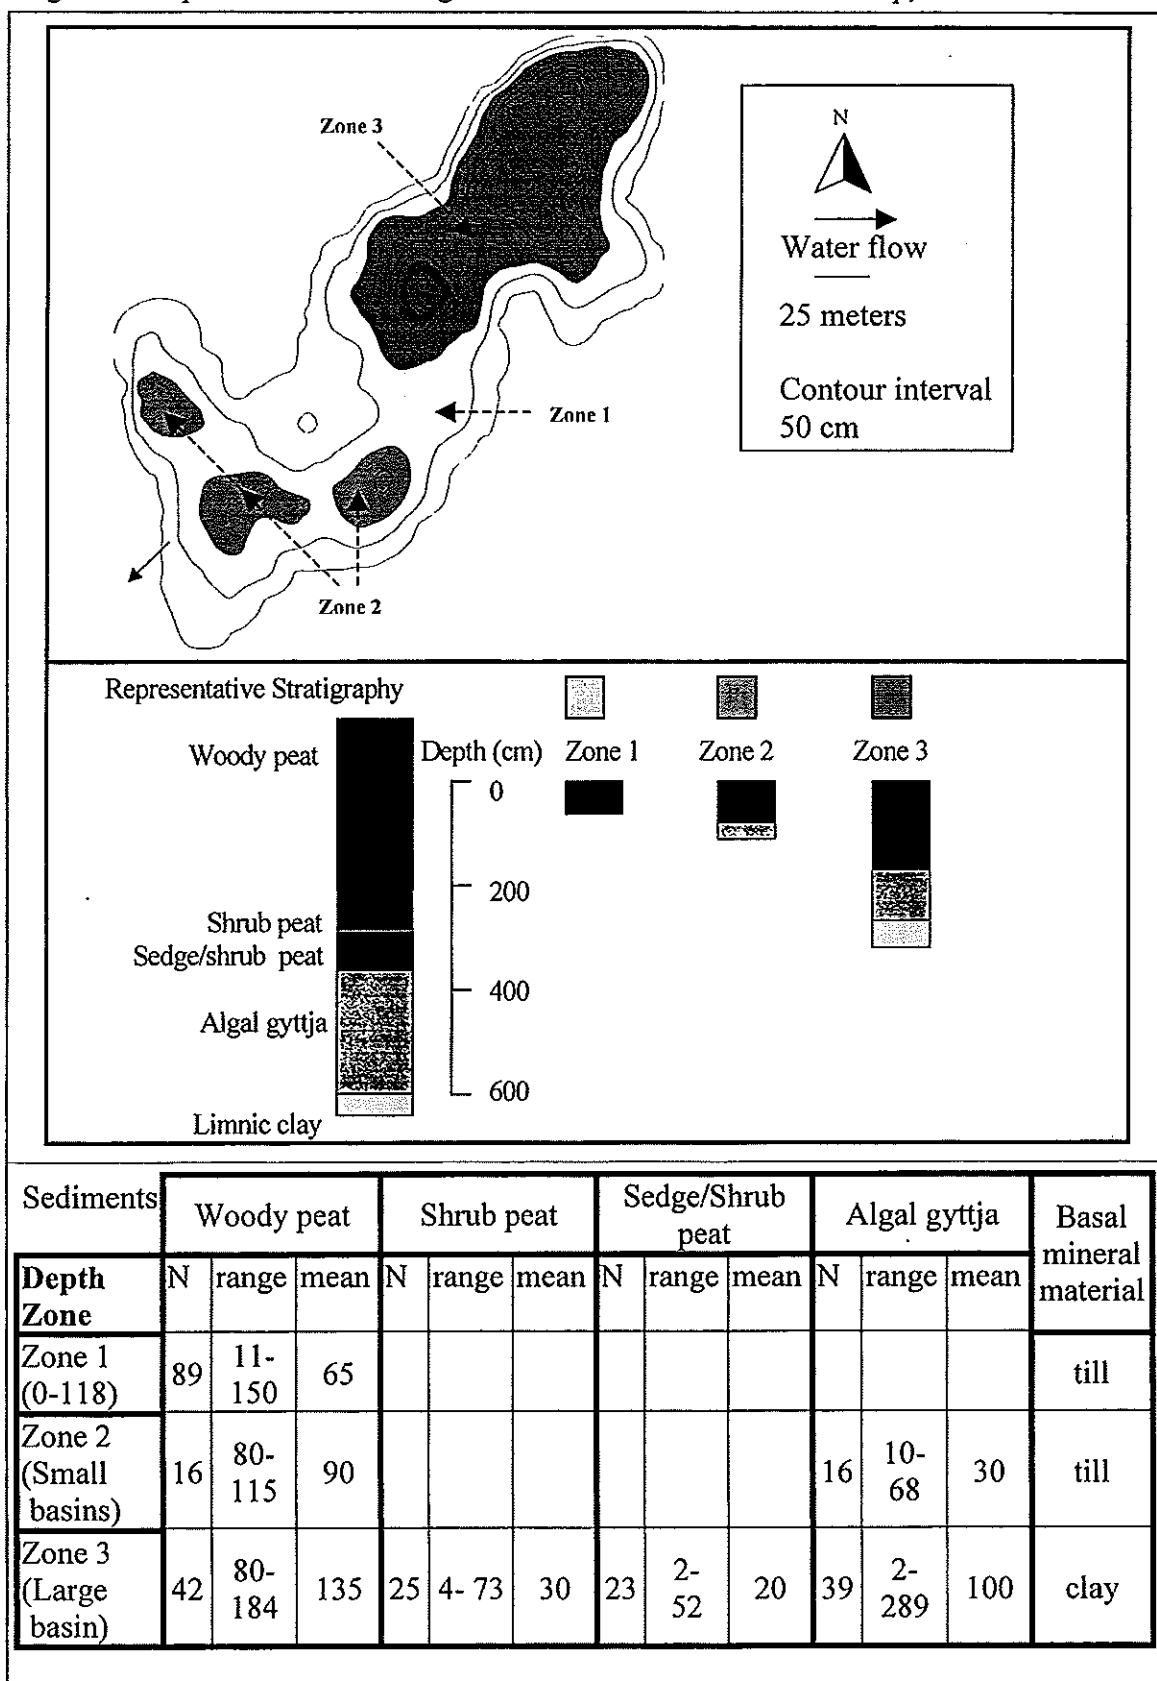 Zone 3
N
Water flow
25 meters
Contour interval
50 cm
Zone 1
Zone 2
Representative Stratigraphy
Woody peat
Depth (cm)
Zone 1
Zone 2
Zone 3
0
200
Shrub peat
Sedge/shrub peat
400
Algal gyttja
600
Limnic clay
Sediments Woody peat Shrub peat Sedge/Shrub peat Algal gyttja Basal mineral material
Depth Zone N range mean N range mean N range mean N range mean
Zone 1 (0-118) 89 11-150 65 till
Zone 2 (Small basins) 16 80-115 90 16 10-68 30 till
Zone 3 (Large basin) 42 80-184 135 25 4- 73 30 23 2-52 20 39 2-289 100 clay